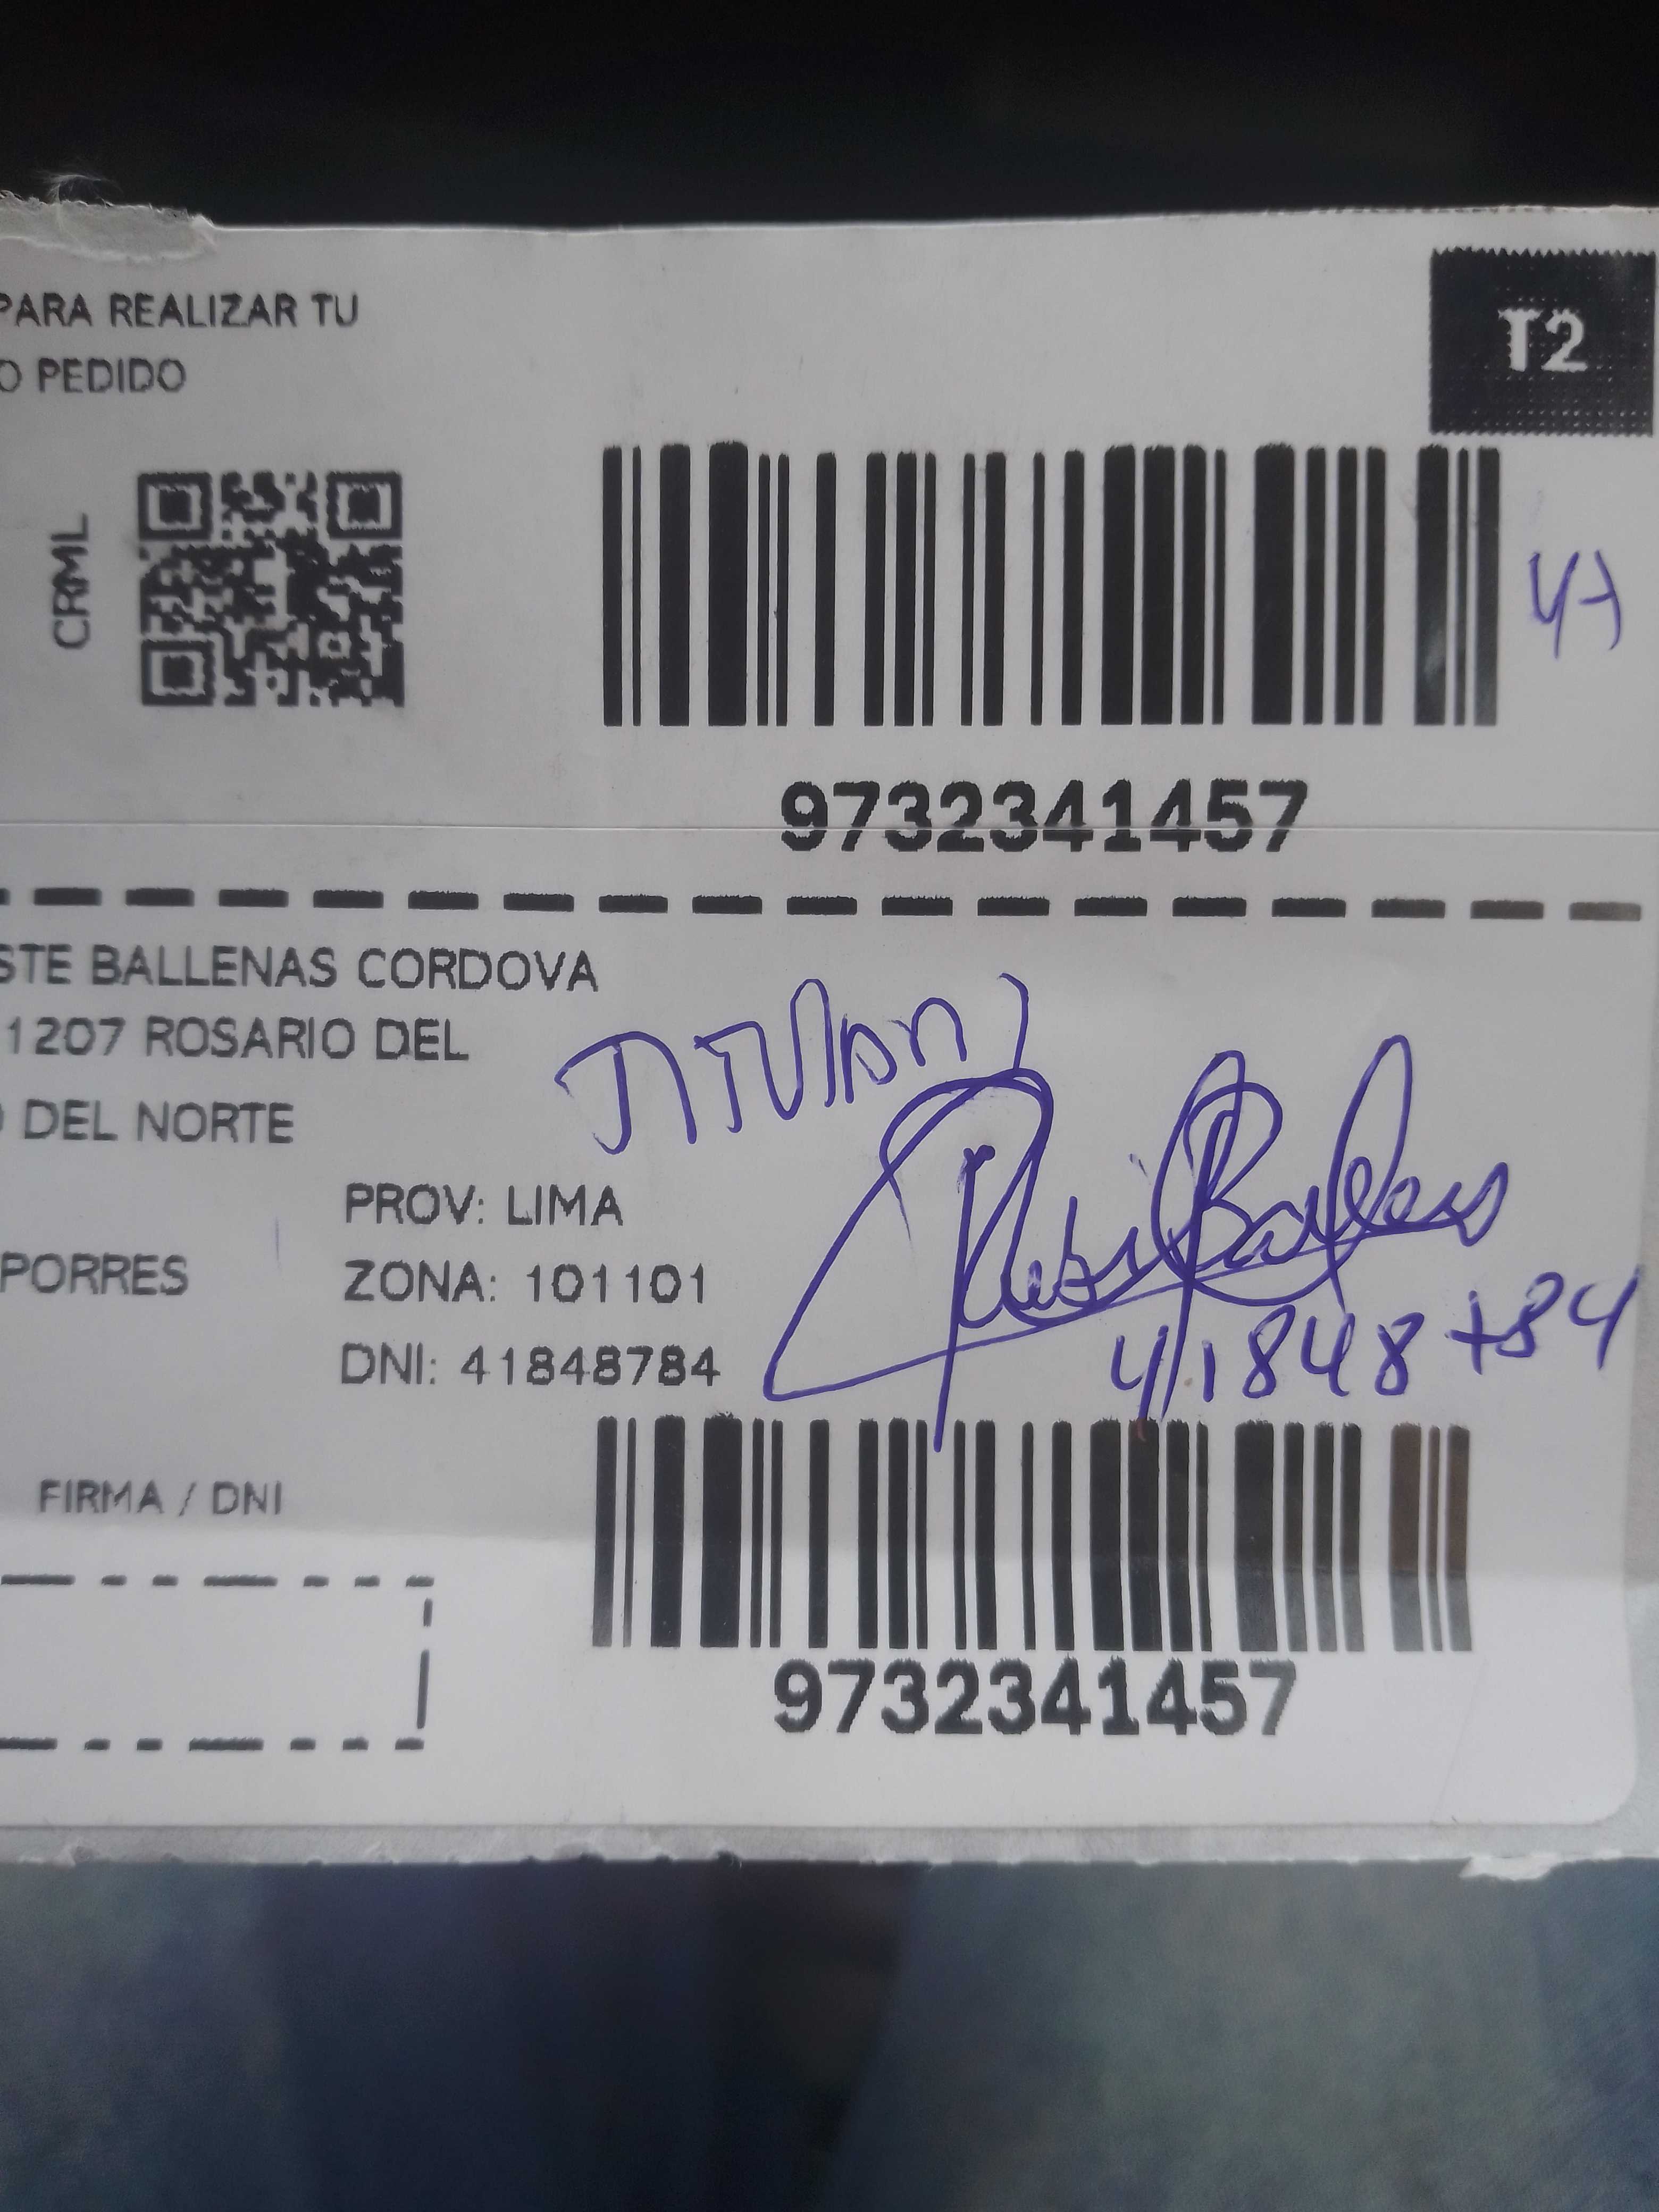 PARA REALIZAR TU
O PEDIDO
T2
CRML
47
9732341457
STE BALLENAS CORDOVA
1207 ROSARIO DEL
DEL NORTE
PROV: LIMA
PORRES
ZONA: 101101
DNI: 41848784
41848784
FIRMA / DNI
9732341457